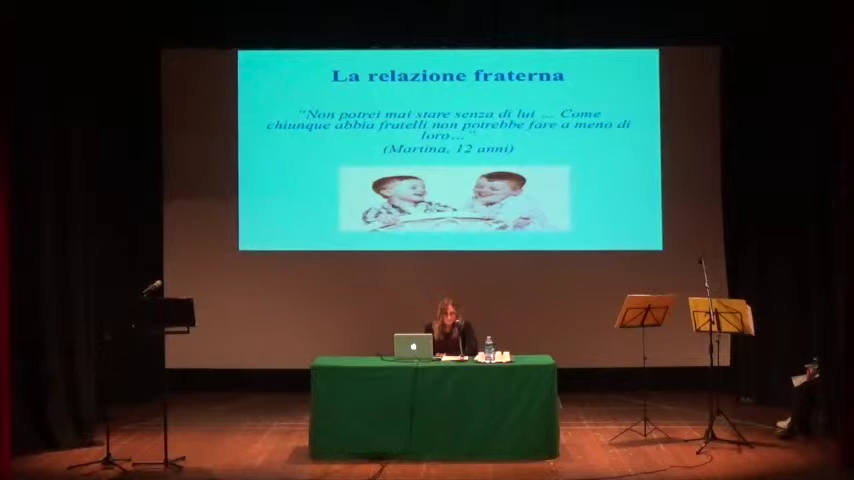 La relazione fraterna
"Non potrei mai stare senza di lui ... Come
chiunque abbia fratelli non potrebbe fare a meno di
loro..."
(Martina, 12 anni)